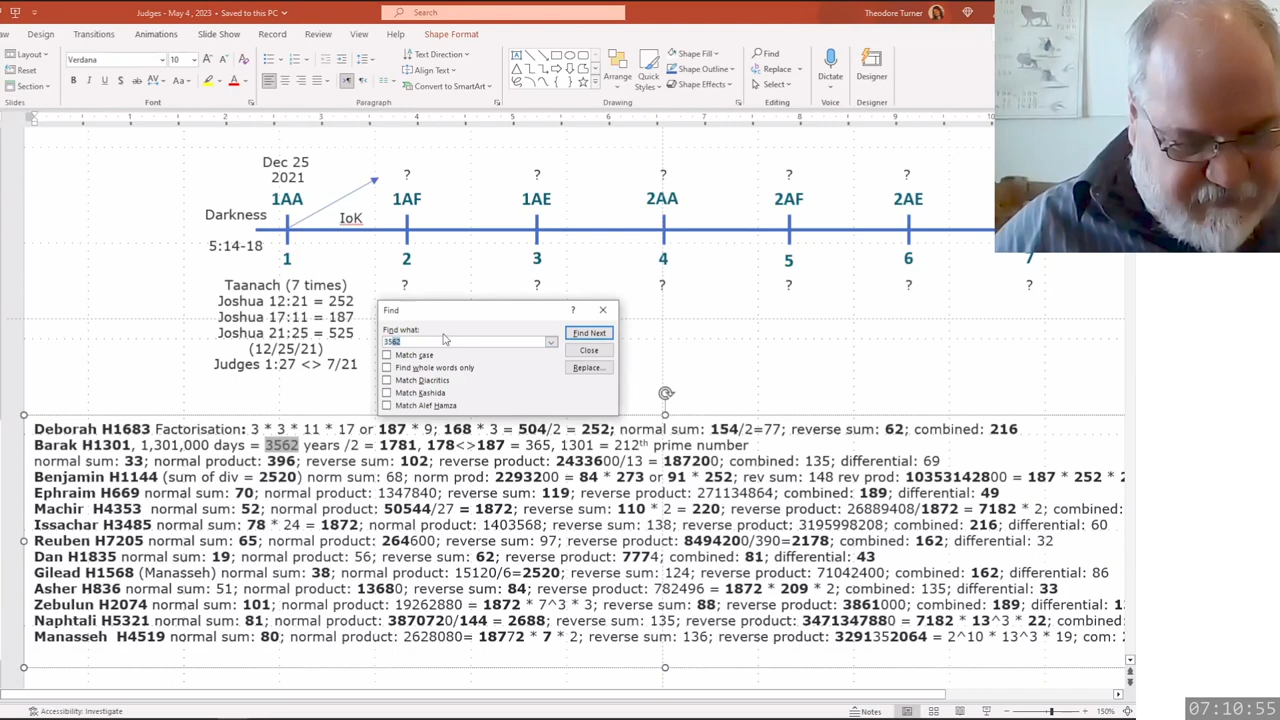 Judges - May 4 , 2023 • Saved to this PC
Search
Theodore Turner
Design Transitions Animations Slide Show Record Review View Help Shape Format
Layout
Reset
Section
Slides
Verdana 10
Font
Text Direction
Align Text
Convert to SmartArt
Paragraph
Arrange
Quick Styles
Shape Fill
Shape Outline
Shape Effects
Drawing
Find
Replace
Select
Editing
Dictate
Voice
Designer
Designer
Dec 25
2021
? ? ? ? ?
1AA 1AF 1AE 2AA 2AF 2AE
Darkness
IoK
5:14-18
1 2 3 4 5 6 7
Taanach (7 times)
? ? ? ? ? ?
Joshua 12:21 = 252
Joshua 17:11 = 187
Joshua 21;25 = 525
(12/25/21)
Judges 1:27 <> 7/21
Find
? ×
Find what:
3562
Find Next
Match case
Close
Find whole words only
Replace...
Match Diacritics
Match Kashida
Match Alef Hamza
Deborah H1683 Factorisation: 3 * 3 * 11 * 17 or 187 * 9; 168 * 3 = 504/2 = 252; normal sum: 154/2=77; reverse sum: 62; combined: 216
Barak H1301, 1,301,000 days = 3562 years /2 = 1781, 178<>187 = 365, 1301 = 212th prime number
normal sum: 33; normal product: 396; reverse sum: 102; reverse product: 2433600/13 = 187200; combined: 135; differential: 69
Benjamin H1144 (sum of div = 2520) norm sum: 68; norm prod: 2293200 = 84 * 273 or 91 * 252; rev sum: 148 rev prod: 1035314280​0 = 187 * 252 *
Ephraim H669 normal sum: 70; normal product: 1347840; reverse sum: 119; reverse product: 271134864; combined: 189; differential: 49
Machir H4353 normal sum: 52; normal product: 50544/27 = 1872; reverse sum: 110 * 2 = 220; reverse product: 26889408/1872 = 7182 * 2; combined:
Issachar H3485 normal sum: 78 * 24 = 1872; normal product: 1403568; reverse sum: 138; reverse product: 3195998208; combined: 216; differential: 60
Reuben H7205 normal sum: 65; normal product: 264600; reverse sum: 97; reverse product: 849420​0/390=2178; combined: 162; differential: 32
Dan H1835 normal sum: 19; normal product: 56; reverse sum: 62; reverse product: 7774; combined: 81; differential: 43
Gilead H1568 (Manasseh) normal sum: 38; normal product: 15120/6=2520; reverse sum: 124; reverse product: 71042400; combined: 162; differential: 86
Asher H836 normal sum: 51; normal product: 13680; reverse sum: 84; reverse product: 782496 = 1872 * 209 * 2; combined: 135; differential: 33
Zebulun H2074 normal sum: 101; normal product: 19262880 = 1872 * 7^3 * 3; reverse sum: 88; reverse product: 3861000; combined: 189; differential:
Naphtali H5321 normal sum: 81; normal product: 3870720/144 = 2688; reverse sum: 135; reverse product: 347134788​0 = 7182 * 13^3 * 22; combined:
Manasseh H4519 normal sum: 80; normal product: 2628080= 18772 * 7 * 2; reverse sum: 136; reverse product: 3291352064 = 2^10 * 13^3 * 19; com:
Accessibility: Investigate
Notes
150%
07:10:55